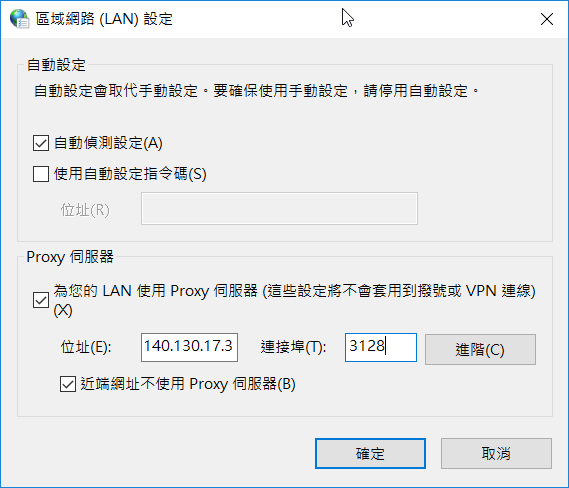 區域網路 (LAN) 設定
自動設定
自動設定會取代手動設定。要確保使用手動設定，請停用自動設定。
自動偵測設定(A)
使用自動設定指令碼(S)
位址(R)
Proxy 伺服器
為您的 LAN 使用 Proxy 伺服器 (這些設定將不會套用到撥號或 VPN 連線)
(X)
位址(E): 140.130.17.3 連接埠(T): 3128 進階(C)
近端網址不使用 Proxy 伺服器(B)
確定 取消